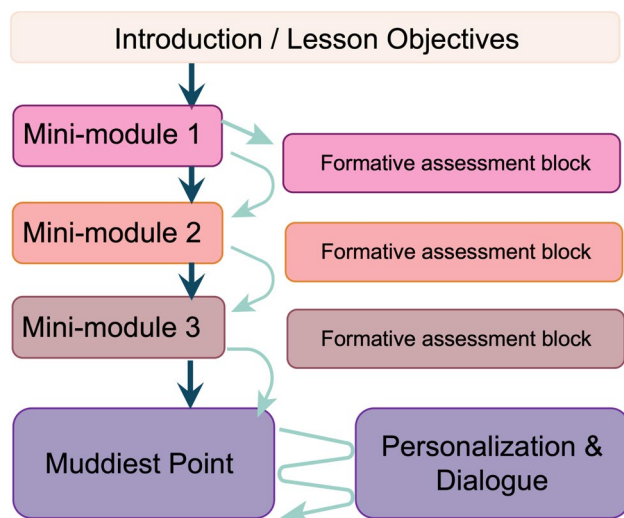 Introduction / Lesson Objectives
Mini-module 1
Formative assessment block
Mini-module 2
Formative assessment block
Mini-module 3
Formative assessment block
Muddiest Point
Personalization &
Dialogue